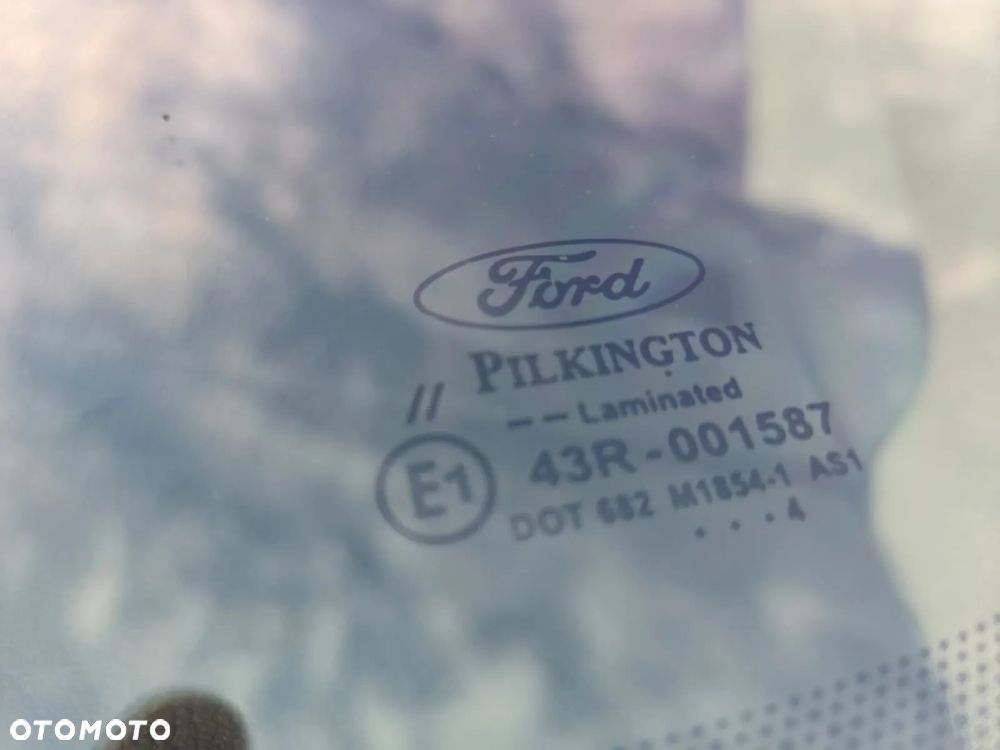 Ford
PILKINGTON
//
-- Laminated
E1
43R-001587
DOT 682 M1854-1 AS1
. . . 4
OTOMOTO